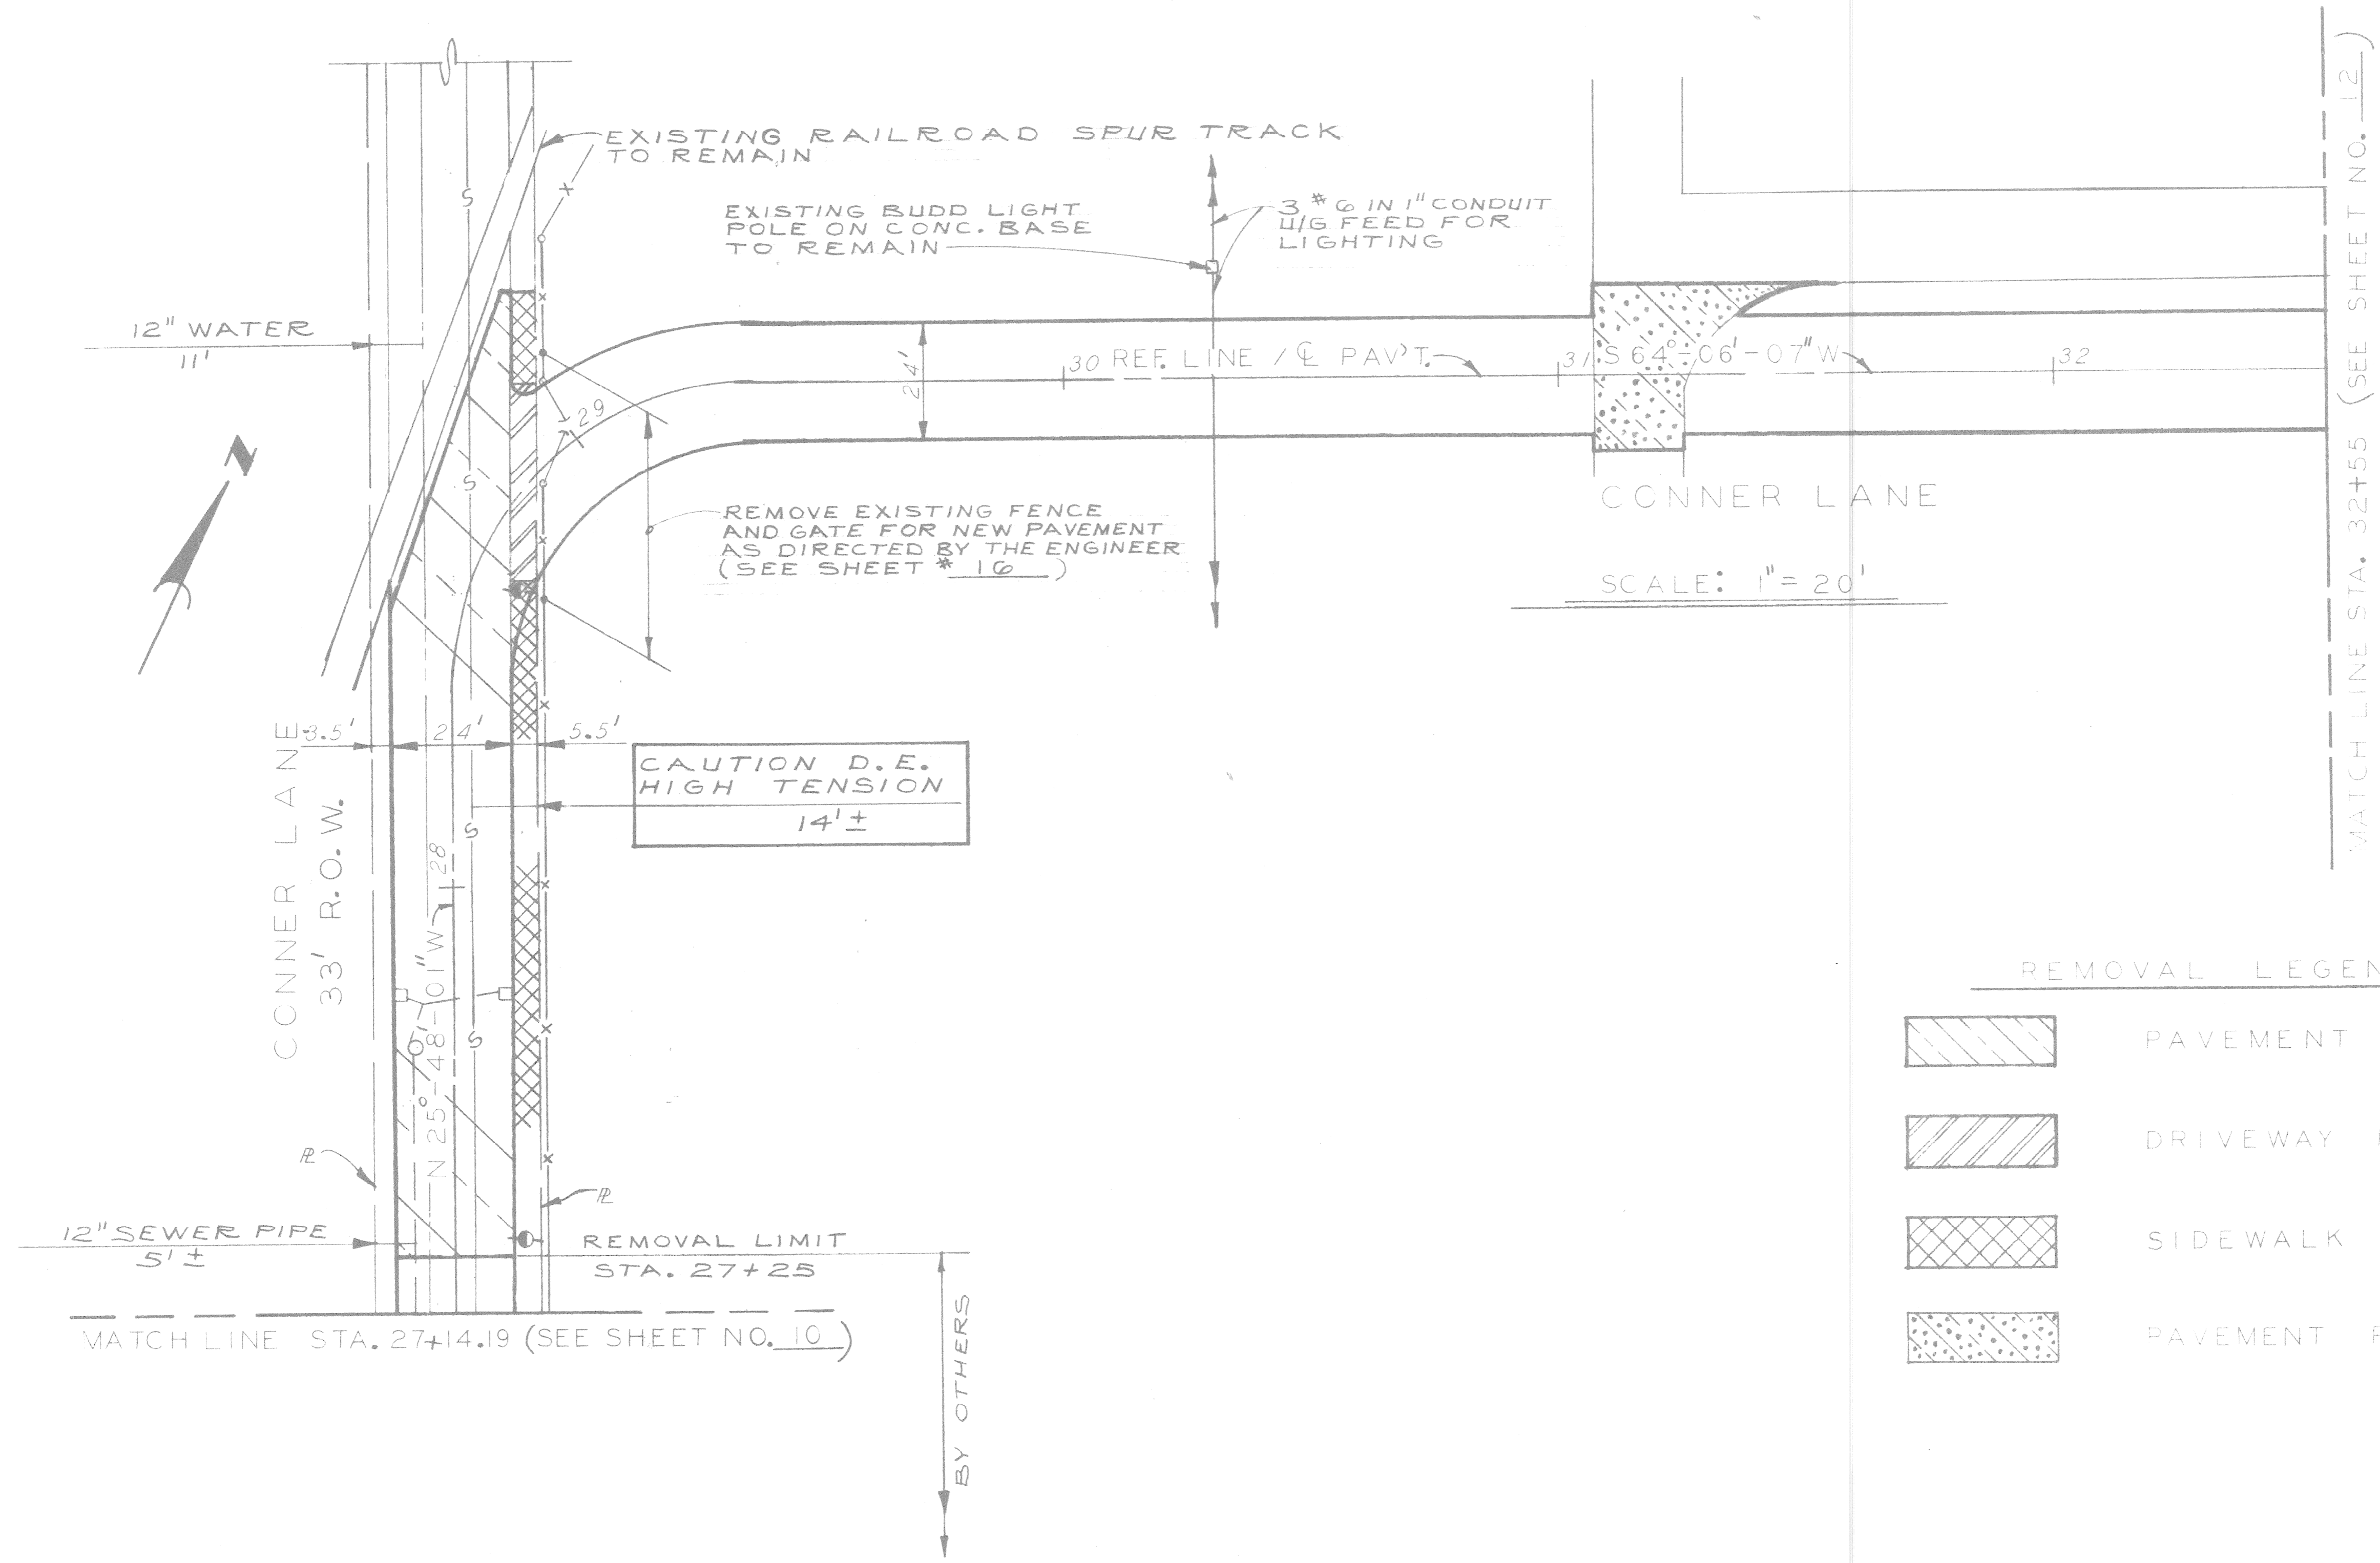 EXISTING RAILROAD SPUR TRACK
TO REMAIN
EXISTING BUDD LIGHT
POLE ON CONC. BASE
TO REMAIN
3 #6 IN 1" CONDUIT
U/G FEED FOR
LIGHTING
12" WATER
11'
N
24'
29
30 REF. LINE / ℄ PAV'T.
31
S 64°-06'-07" W
32
REMOVE EXISTING FENCE
AND GATE FOR NEW PAVEMENT
AS DIRECTED BY THE ENGINEER
(SEE SHEET # 16)
CONNER LANE
SCALE: 1" = 20'
MATCH LINE STA. 32+55 (SEE SHEET NO. 12)
S
S
S
S
3.5'
24'
5.5'
CAUTION D.E.
HIGH TENSION
14'±
CONNER LANE
33' R.O.W.
28
N 25°-48'-01" W
6'
PL
PL
12" SEWER PIPE
5'±
REMOVAL LIMIT
STA. 27+25
MATCH LINE STA. 27+14.19 (SEE SHEET NO. 10)
BY OTHERS
REMOVAL LEGEN
PAVEMENT
DRIVEWAY
SIDEWALK
PAVEMENT